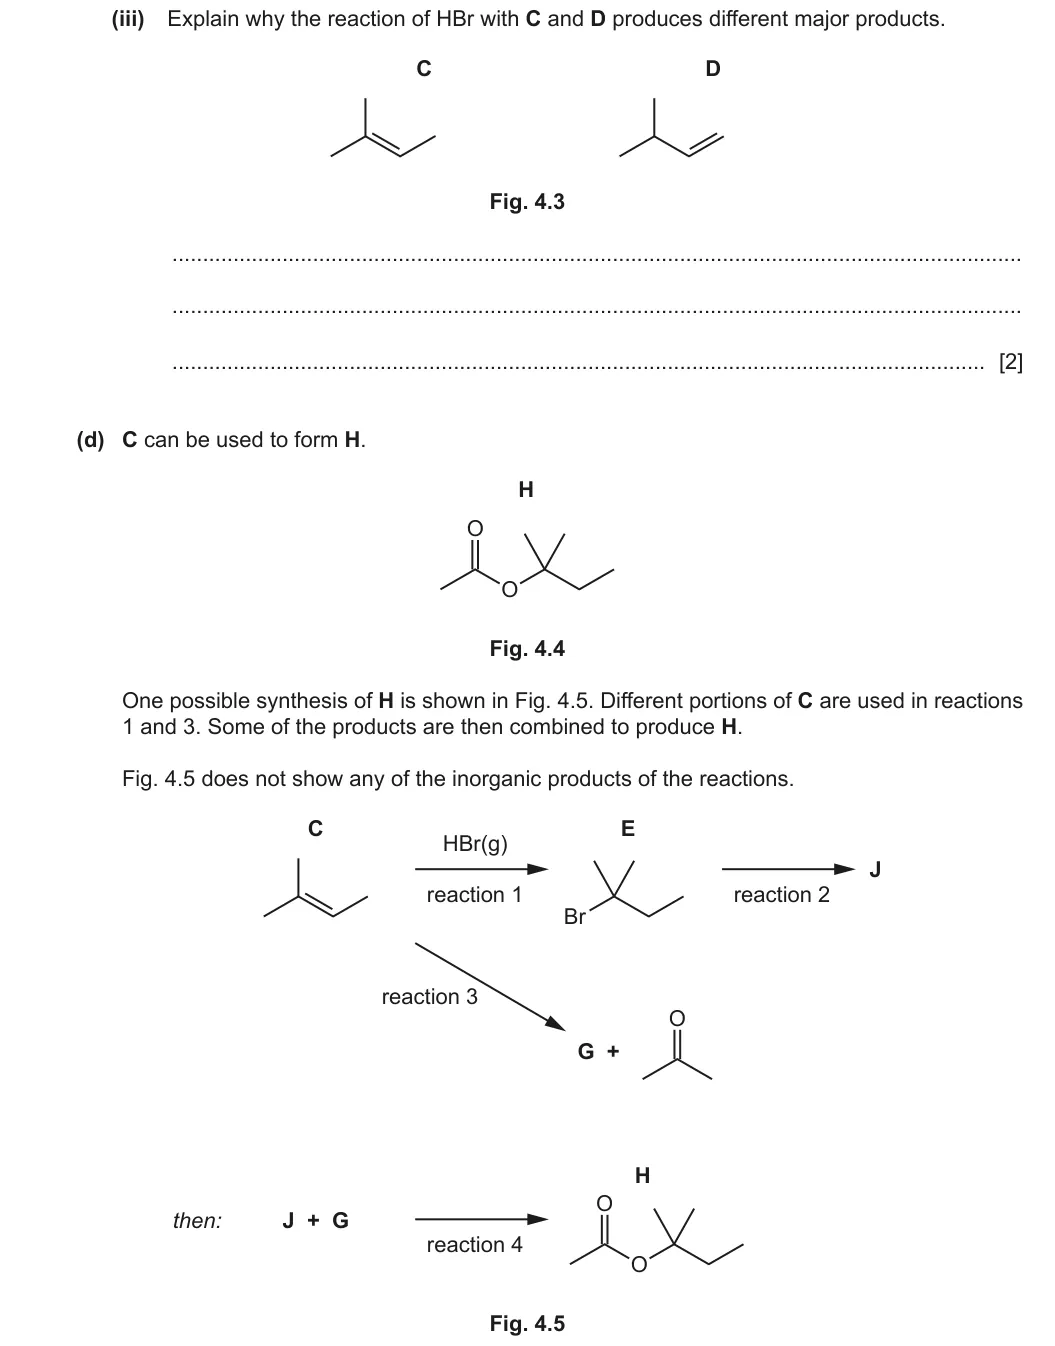 (iii) Explain why the reaction of HBr with C and D produces different major products.
C D
Fig. 4.3
........................................................................................................................................
........................................................................................................................................
.................................................................................................................................. [2]
(d) C can be used to form H.
H
O
O
Fig. 4.4
One possible synthesis of H is shown in Fig. 4.5. Different portions of C are used in reactions
1 and 3. Some of the products are then combined to produce H.
Fig. 4.5 does not show any of the inorganic products of the reactions.
C E
HBr(g)
J
reaction 1 reaction 2
Br
reaction 3
O
G +
H
O
then: J + G
reaction 4
O
Fig. 4.5